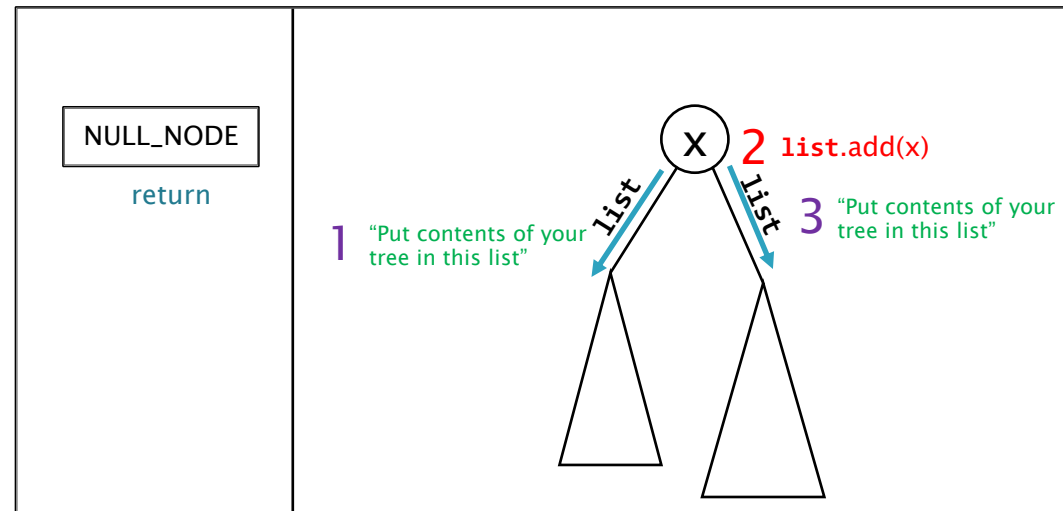 NULL_NODE
return
x
2 list.add(x)
list
list
1 “Put contents of your
tree in this list”
3 “Put contents of your
tree in this list”